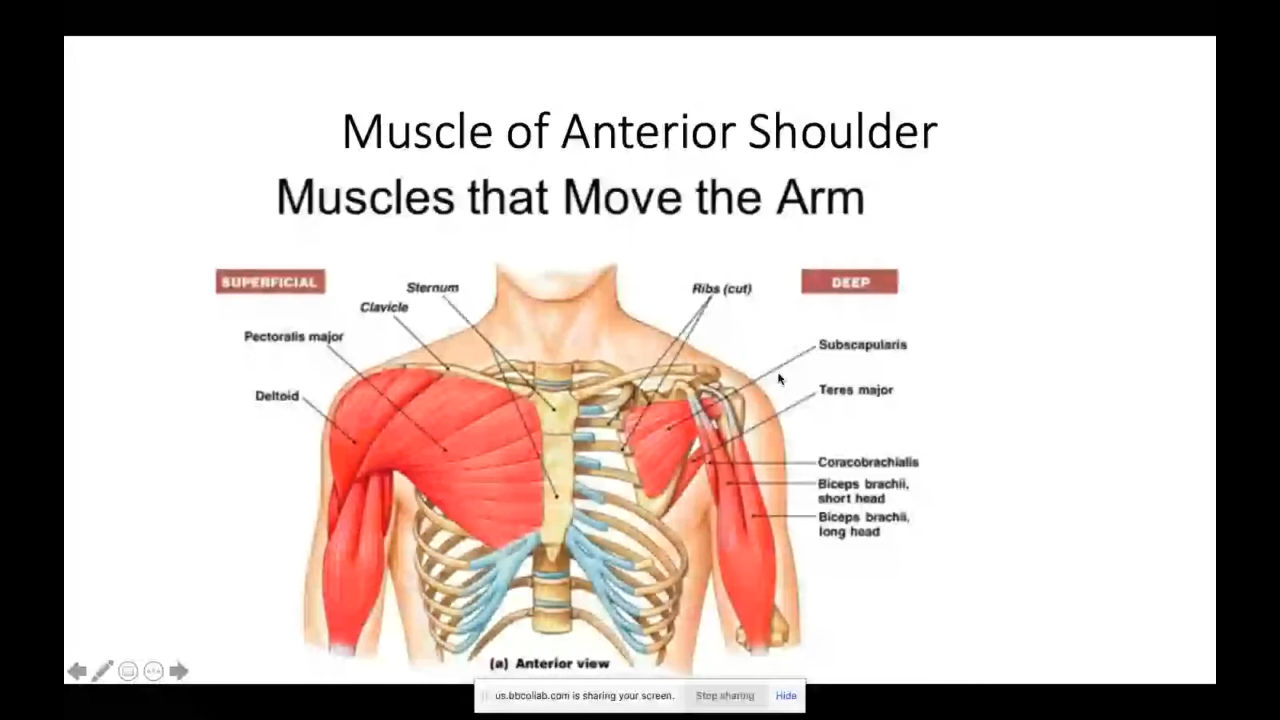 Muscle of Anterior Shoulder
Muscles that Move the Arm
SUPERFICIAL
Sternum
Clavicle
Pectoralis major
Deltoid
Ribs (cut)
DEEP
Subscapularis
Teres major
Coracobrachialis
Biceps brachii,
short head
Biceps brachii,
long head
(a) Anterior view
us.bbcollab.com is sharing your screen.
Stop sharing
Hide